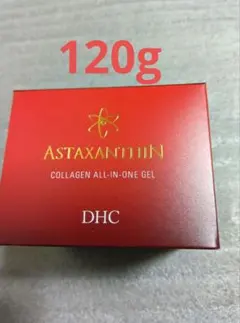 120g
ASTAXANTHIN
COLLAGEN ALL-IN-ONE GEL
DHC